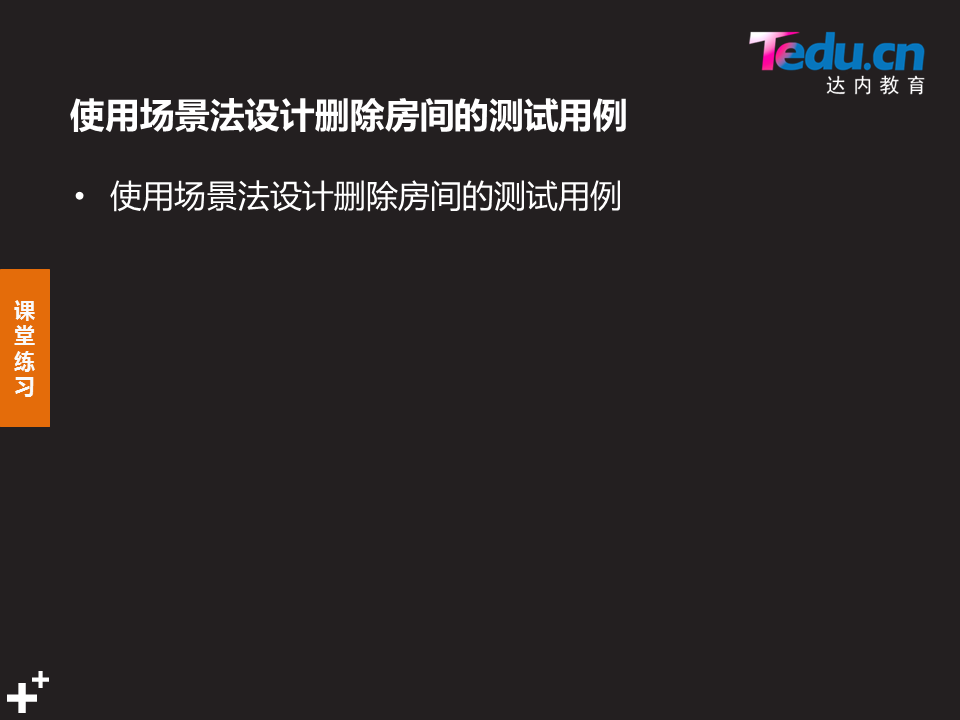 Tedu.cn
达内教育
使用场景法设计删除房间的测试用例
• 使用场景法设计删除房间的测试用例
课
堂
练
习